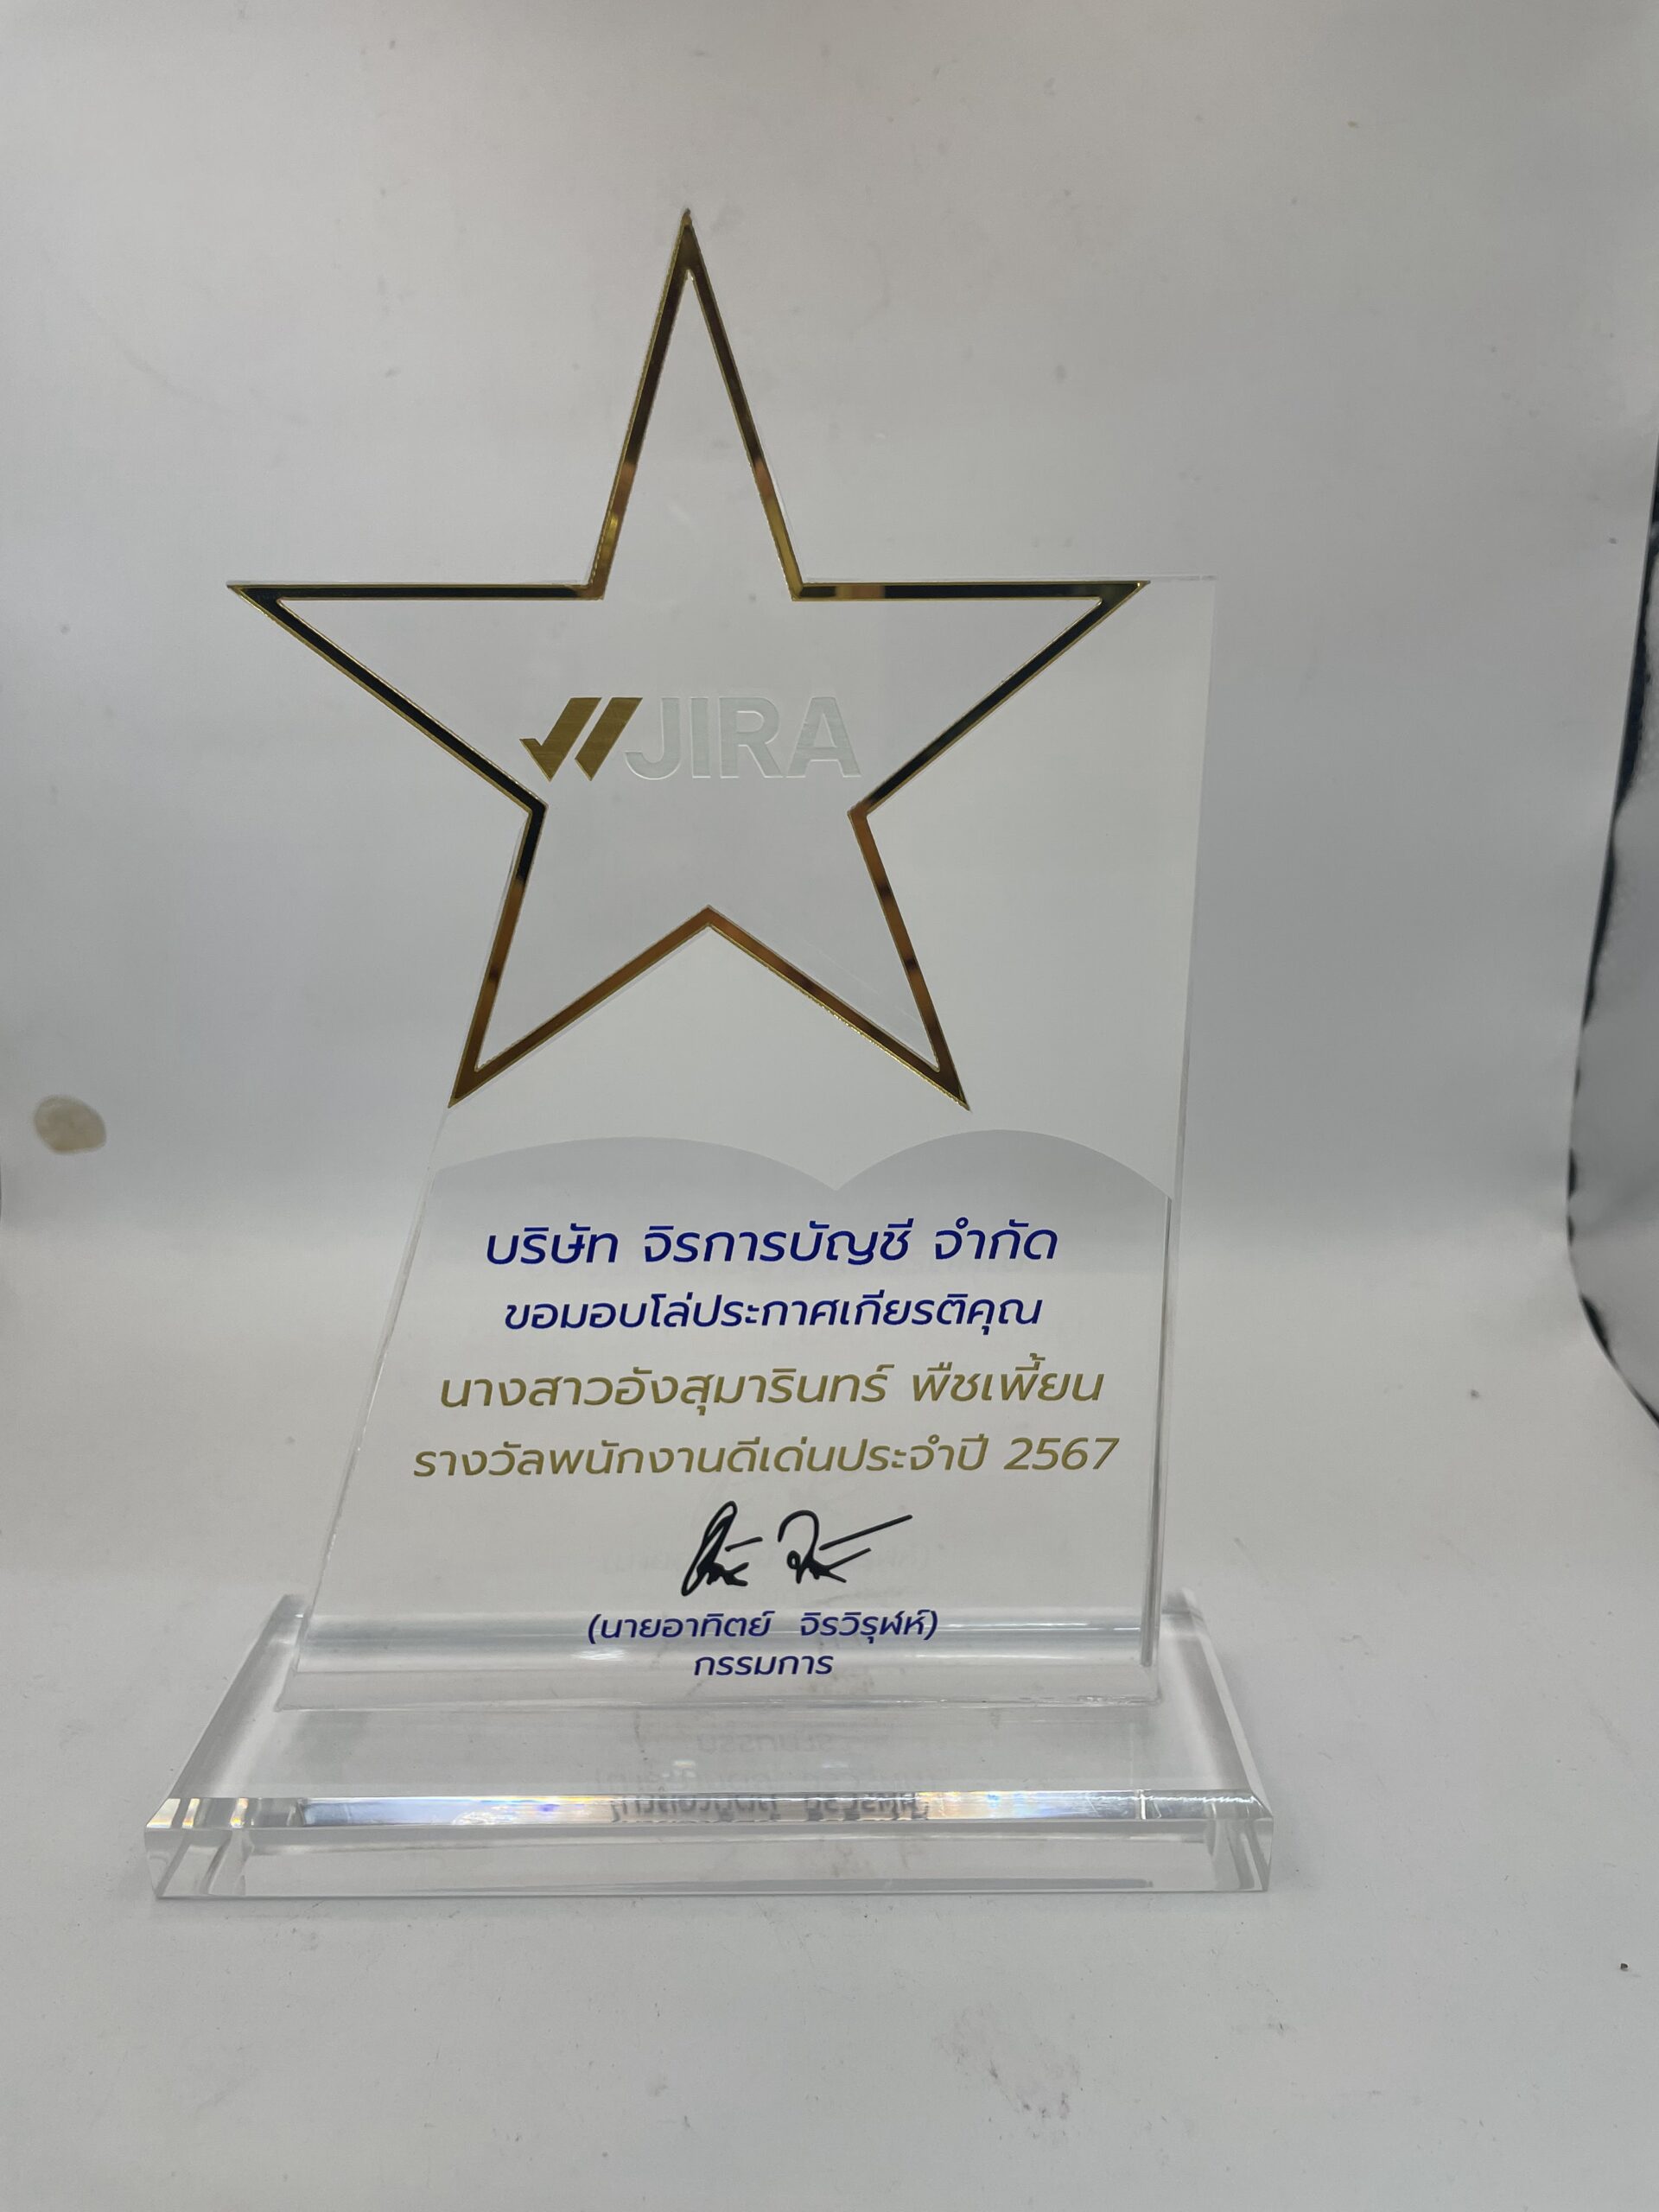 JIRA
บริษัท จิรการบัญชี จำกัด
ขอมอบโล่ประกาศเกียรติคุณ
นางสาวอังสุมารินทร์ พืชเพี้ยน
รางวัลพนักงานดีเด่นประจำปี 2567
(นายอาทิตย์ จิรวิรุฬห์)
กรรมการ